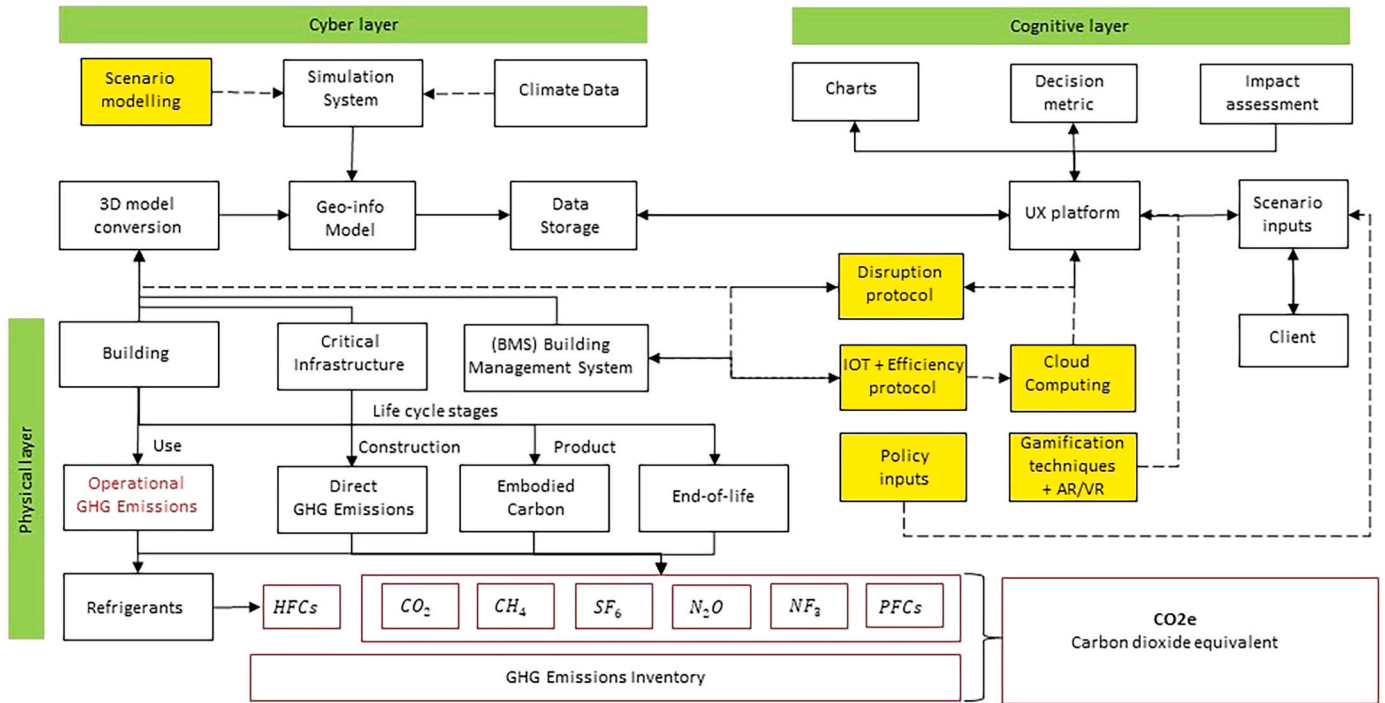 Cyber layer
Cognitive layer
Scenario
modelling
Simulation
System
Climate Data
Charts
Decision
metric
Impact
assessment
3D model
conversion
Geo-info
Model
Data
Storage
UX platform
Scenario
inputs
Disruption
protocol
Physical layer
Building
Critical
Infrastructure
(BMS) Building
Management System
IOT + Efficiency
protocol
Cloud
Computing
Client
Life cycle stages
Use
Construction
Product
Policy
inputs
Gamification
techniques
+ AR/VR
Operational
GHG Emissions
Direct
GHG Emissions
Embodied
Carbon
End-of-life
Refrigerants
HFCs
CO₂
CH₄
SF₆
N₂O
NF₃
PFCs
CO2e
Carbon dioxide equivalent
GHG Emissions Inventory